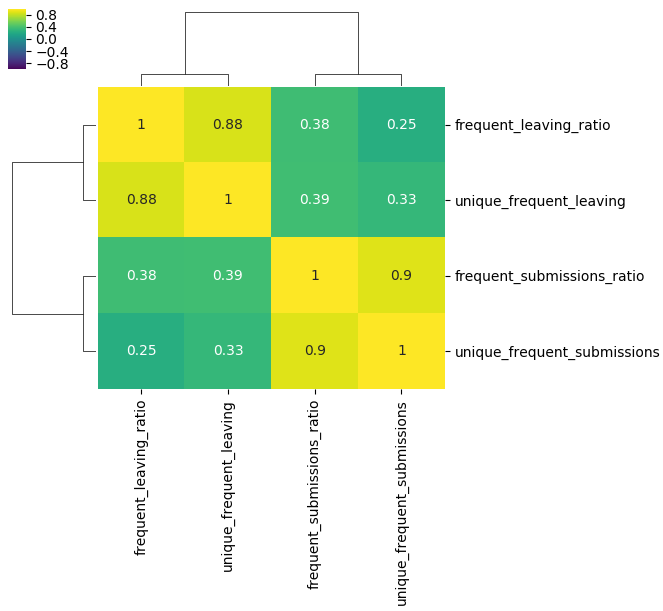 0.8
0.4
0.0
−0.4
−0.8
1 0.88 0.38 0.25 frequent_leaving_ratio
0.88 1 0.39 0.33 unique_frequent_leaving
0.38 0.39 1 0.9 frequent_submissions_ratio
0.25 0.33 0.9 1 unique_frequent_submissions
frequent_leaving_ratio
unique_frequent_leaving
frequent_submissions_ratio
unique_frequent_submissions